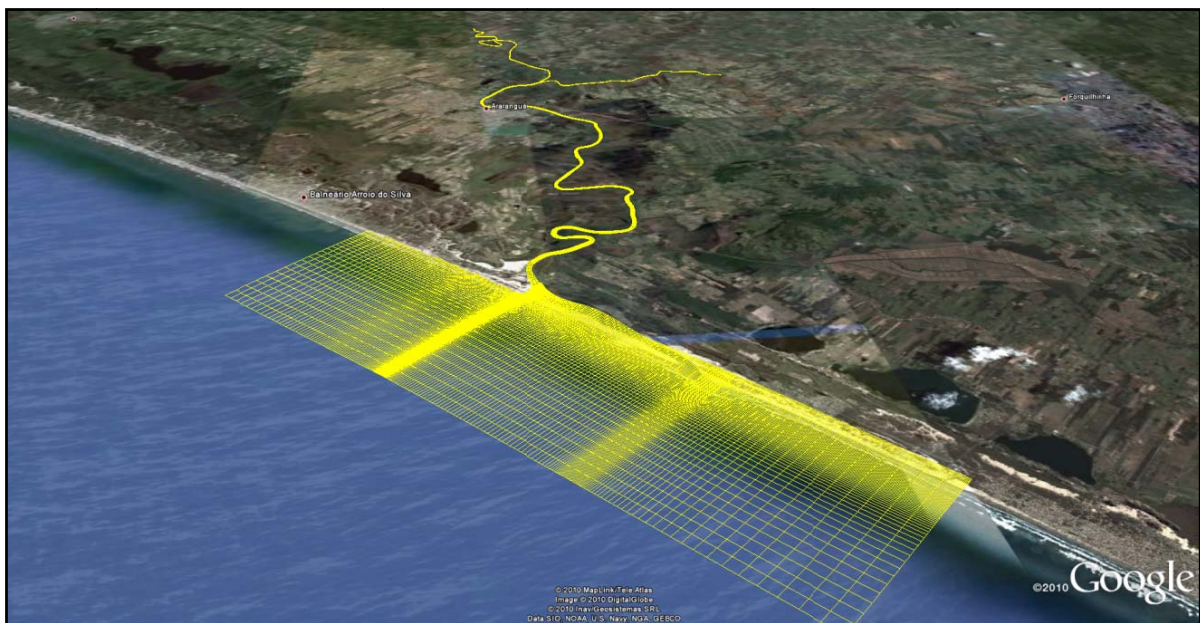 Araranguá
Forquilhinha
Balneário Arroio do Silva
© 2010 MapLink/Tele Atlas
Image © 2010 DigitalGlobe
© 2010 Inav/Geosistemas SRL
Data SIO, NOAA, U.S. Navy, NGA, GEBCO
©2010 Google